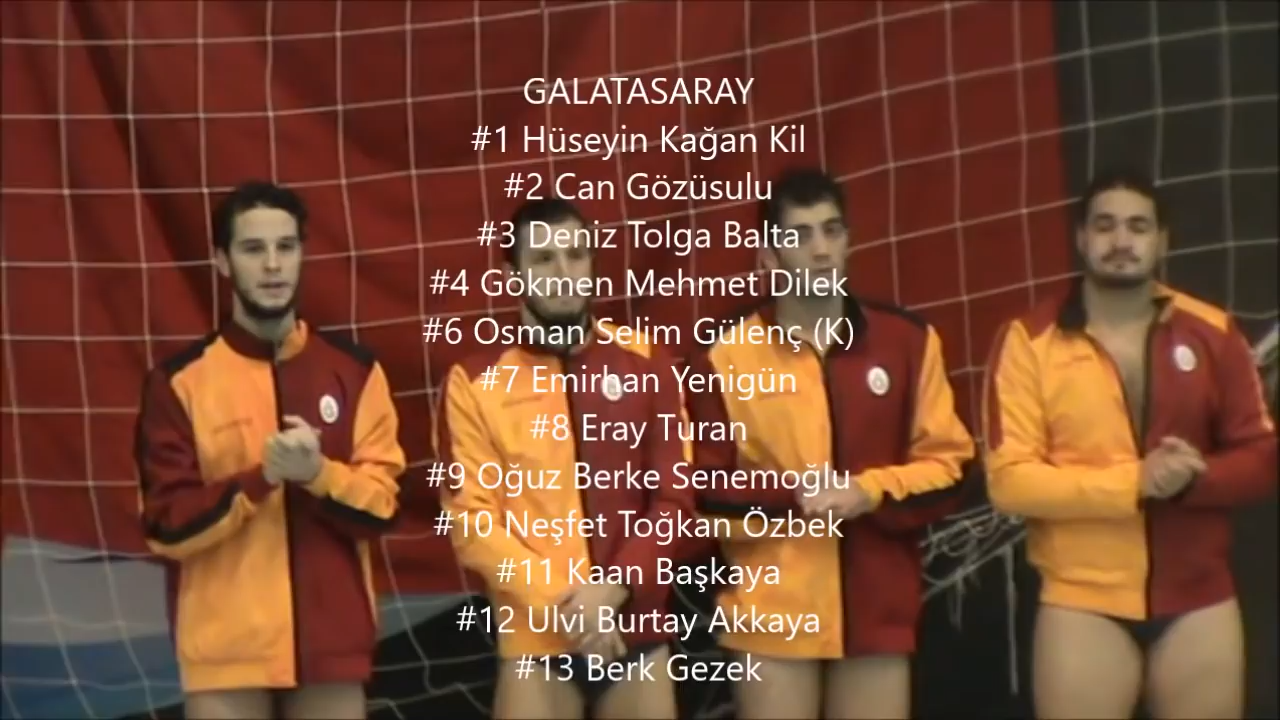 GALATASARAY
#1 Hüseyin Kağan Kil
#2 Can Gözüsulu
#3 Deniz Tolga Balta
#4 Gökmen Mehmet Dilek
#6 Osman Selim Gülenç (K)
#7 Emirhan Yenigün
#8 Eray Turan
#9 Oğuz Berke Senemoğlu
#10 Neşfet Toğkan Özbek
#11 Kaan Başkaya
#12 Ulvi Burtay Akkaya
#13 Berk Gezek